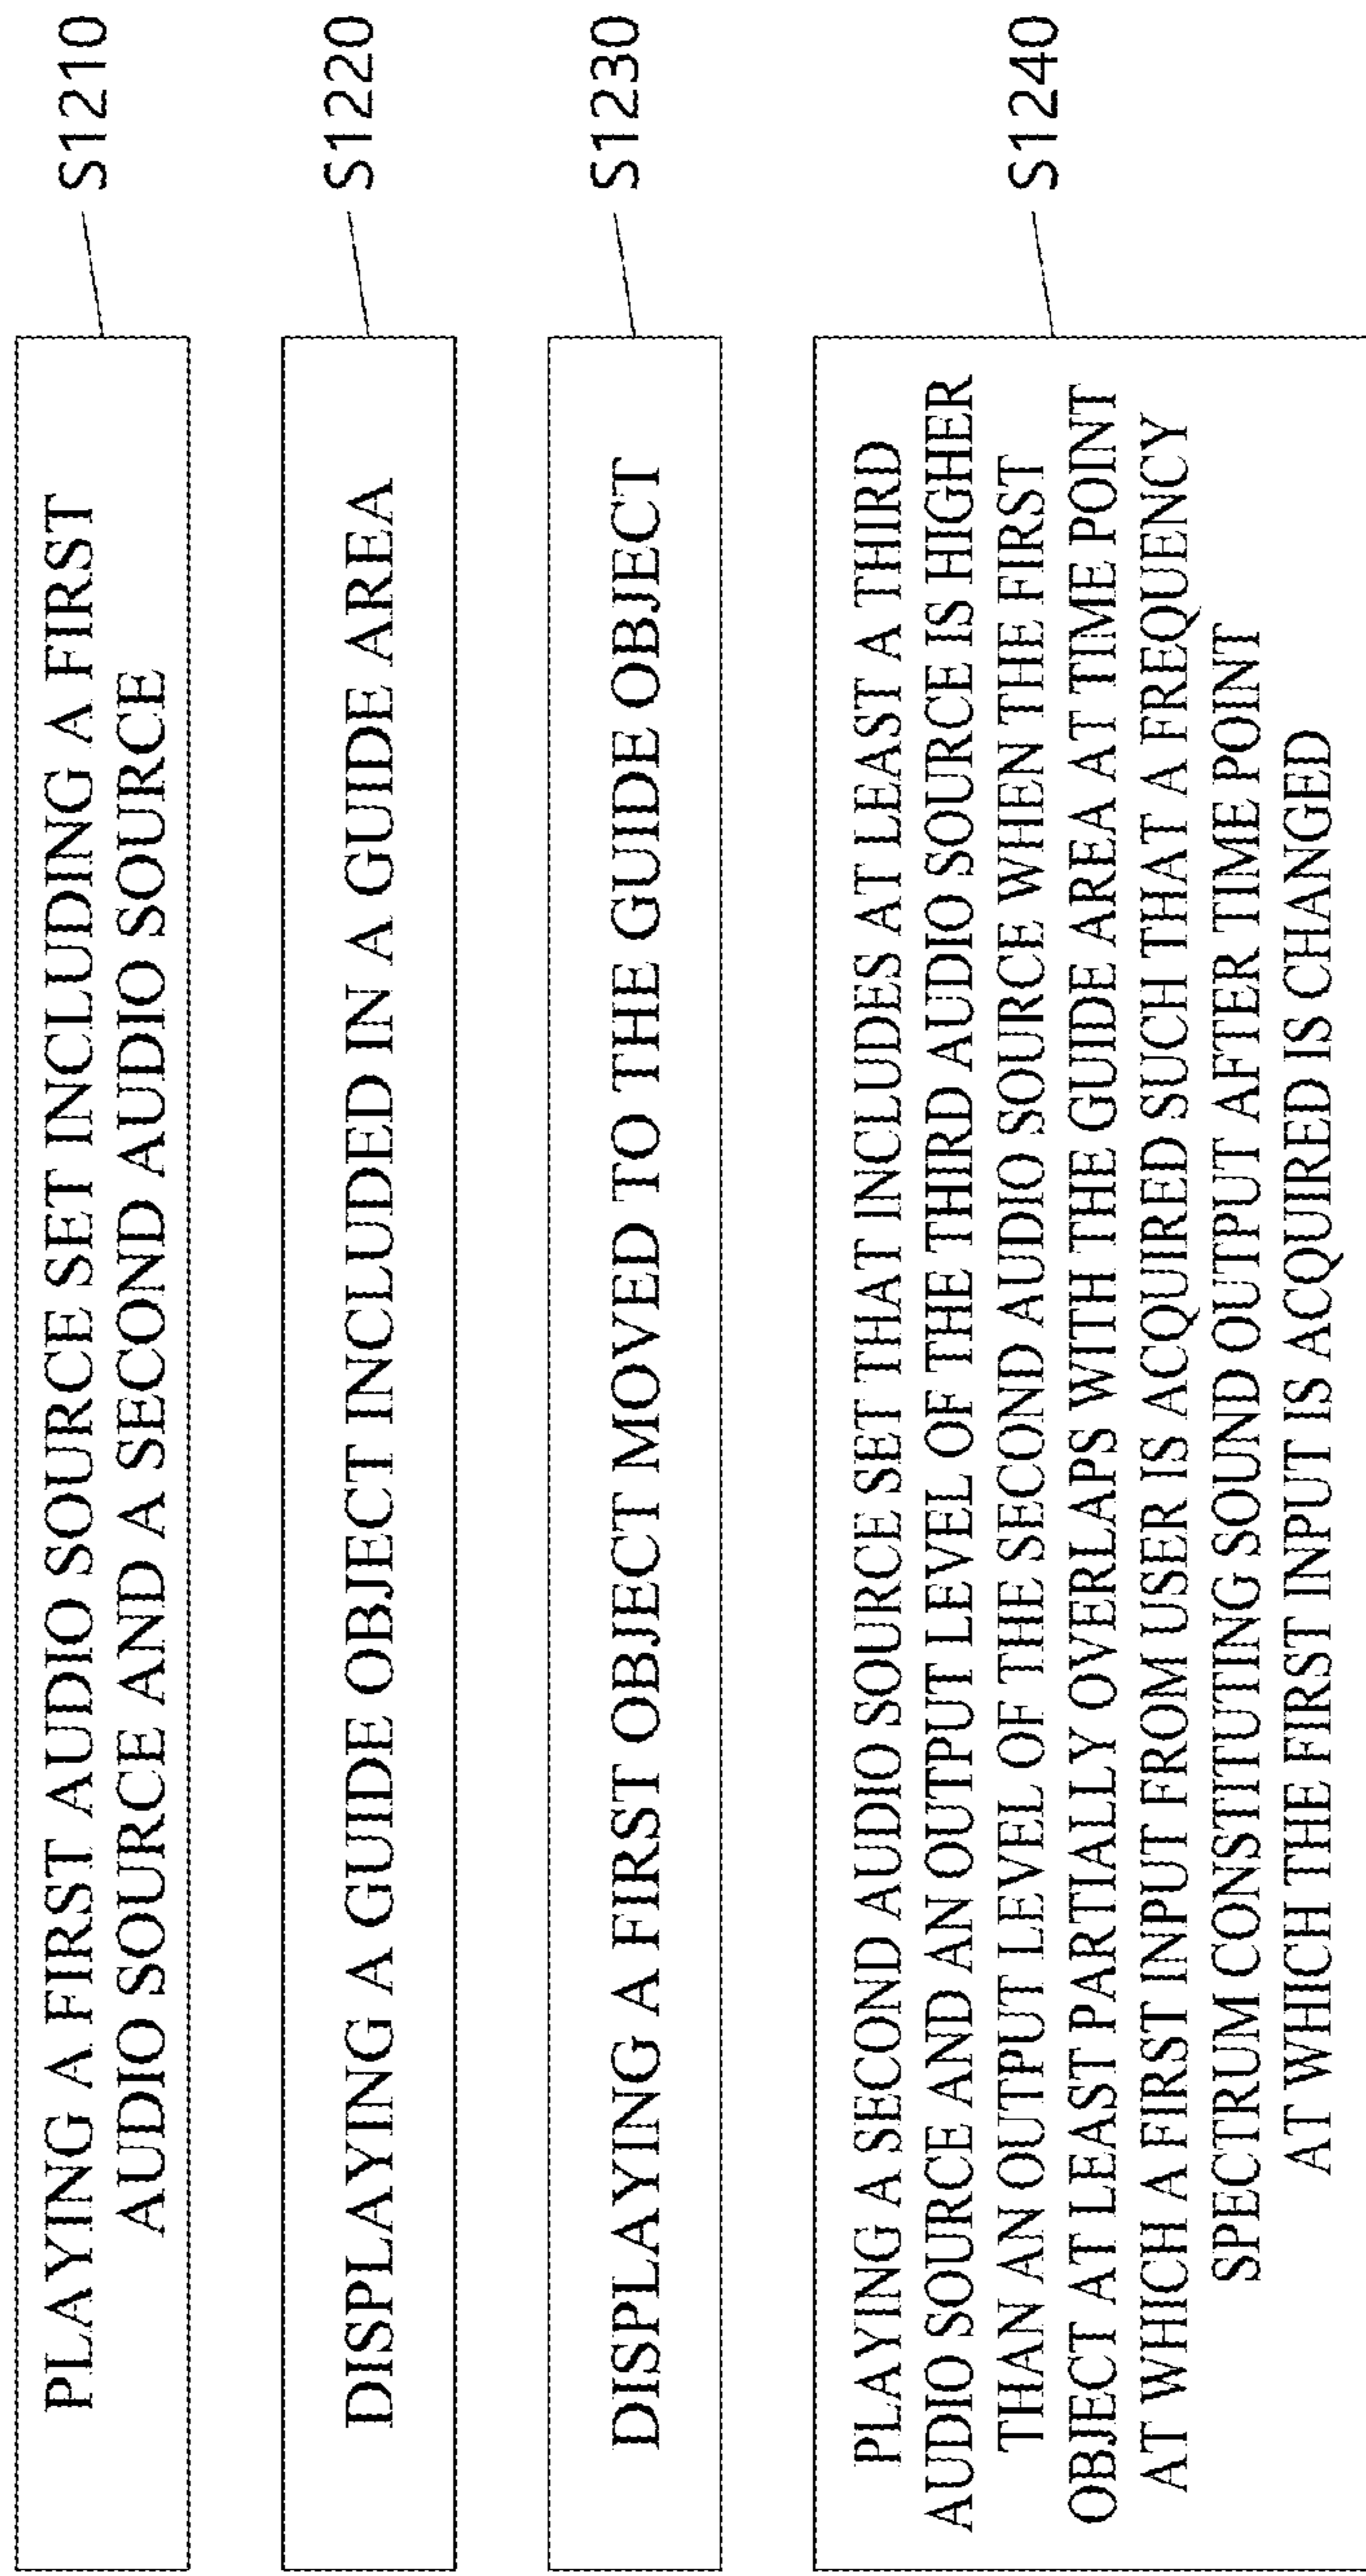 PLAYING A FIRST AUDIO SOURCE SET INCLUDING A FIRST
AUDIO SOURCE AND A SECOND AUDIO SOURCE
S1210
DISPLAYING A GUIDE OBJECT INCLUDED IN A GUIDE AREA
S1220
DISPLAYING A FIRST OBJECT MOVED TO THE GUIDE OBJECT
S1230
PLAYING A SECOND AUDIO SOURCE SET THAT INCLUDES AT LEAST A THIRD
AUDIO SOURCE AND AN OUTPUT LEVEL OF THE THIRD AUDIO SOURCE IS HIGHER
THAN AN OUTPUT LEVEL OF THE SECOND AUDIO SOURCE WHEN THE FIRST
OBJECT AT LEAST PARTIALLY OVERLAPS WITH THE GUIDE AREA AT TIME POINT
AT WHICH A FIRST INPUT FROM USER IS ACQUIRED SUCH THAT A FREQUENCY
SPECTRUM CONSTITUTING SOUND OUTPUT AFTER TIME POINT
AT WHICH THE FIRST INPUT IS ACQUIRED IS CHANGED
S1240